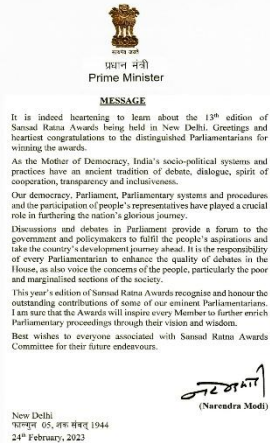 सत्यमेव जयते
प्रधान मंत्री
Prime Minister
MESSAGE
It is indeed heartening to learn about the 13th edition of
Sansad Ratna Awards being held in New Delhi. Greetings and
heartiest congratulations to the distinguished Parliamentarians for
winning the awards.
As the Mother of Democracy, India's socio-political systems and
practices have an ancient tradition of debate, dialogue, spirit of
cooperation, transparency and inclusiveness.
Our democracy, Parliament, Parliamentary systems and procedures
and the participation of people's representatives have played a crucial
role in furthering the nation's glorious journey.
Discussions and debates in Parliament provide a forum to the
government and policymakers to fulfil the people's aspirations and
take the country's development journey ahead. It is the responsibility
of every Parliamentarian to enhance the quality of debates in the
House, as also voice the concerns of the people, particularly the poor
and marginalised sections of the society.
This year's edition of Sansad Ratna Awards recognise and honour the
outstanding contributions of some of our eminent Parliamentarians.
I am sure that the Awards will inspire every Member to further enrich
Parliamentary proceedings through their vision and wisdom.
Best wishes to everyone associated with Sansad Ratna Awards
Committee for their future endeavours.
(Narendra Modi)
New Delhi
फाल्गुन 05, शक संवत् 1944
24th February, 2023